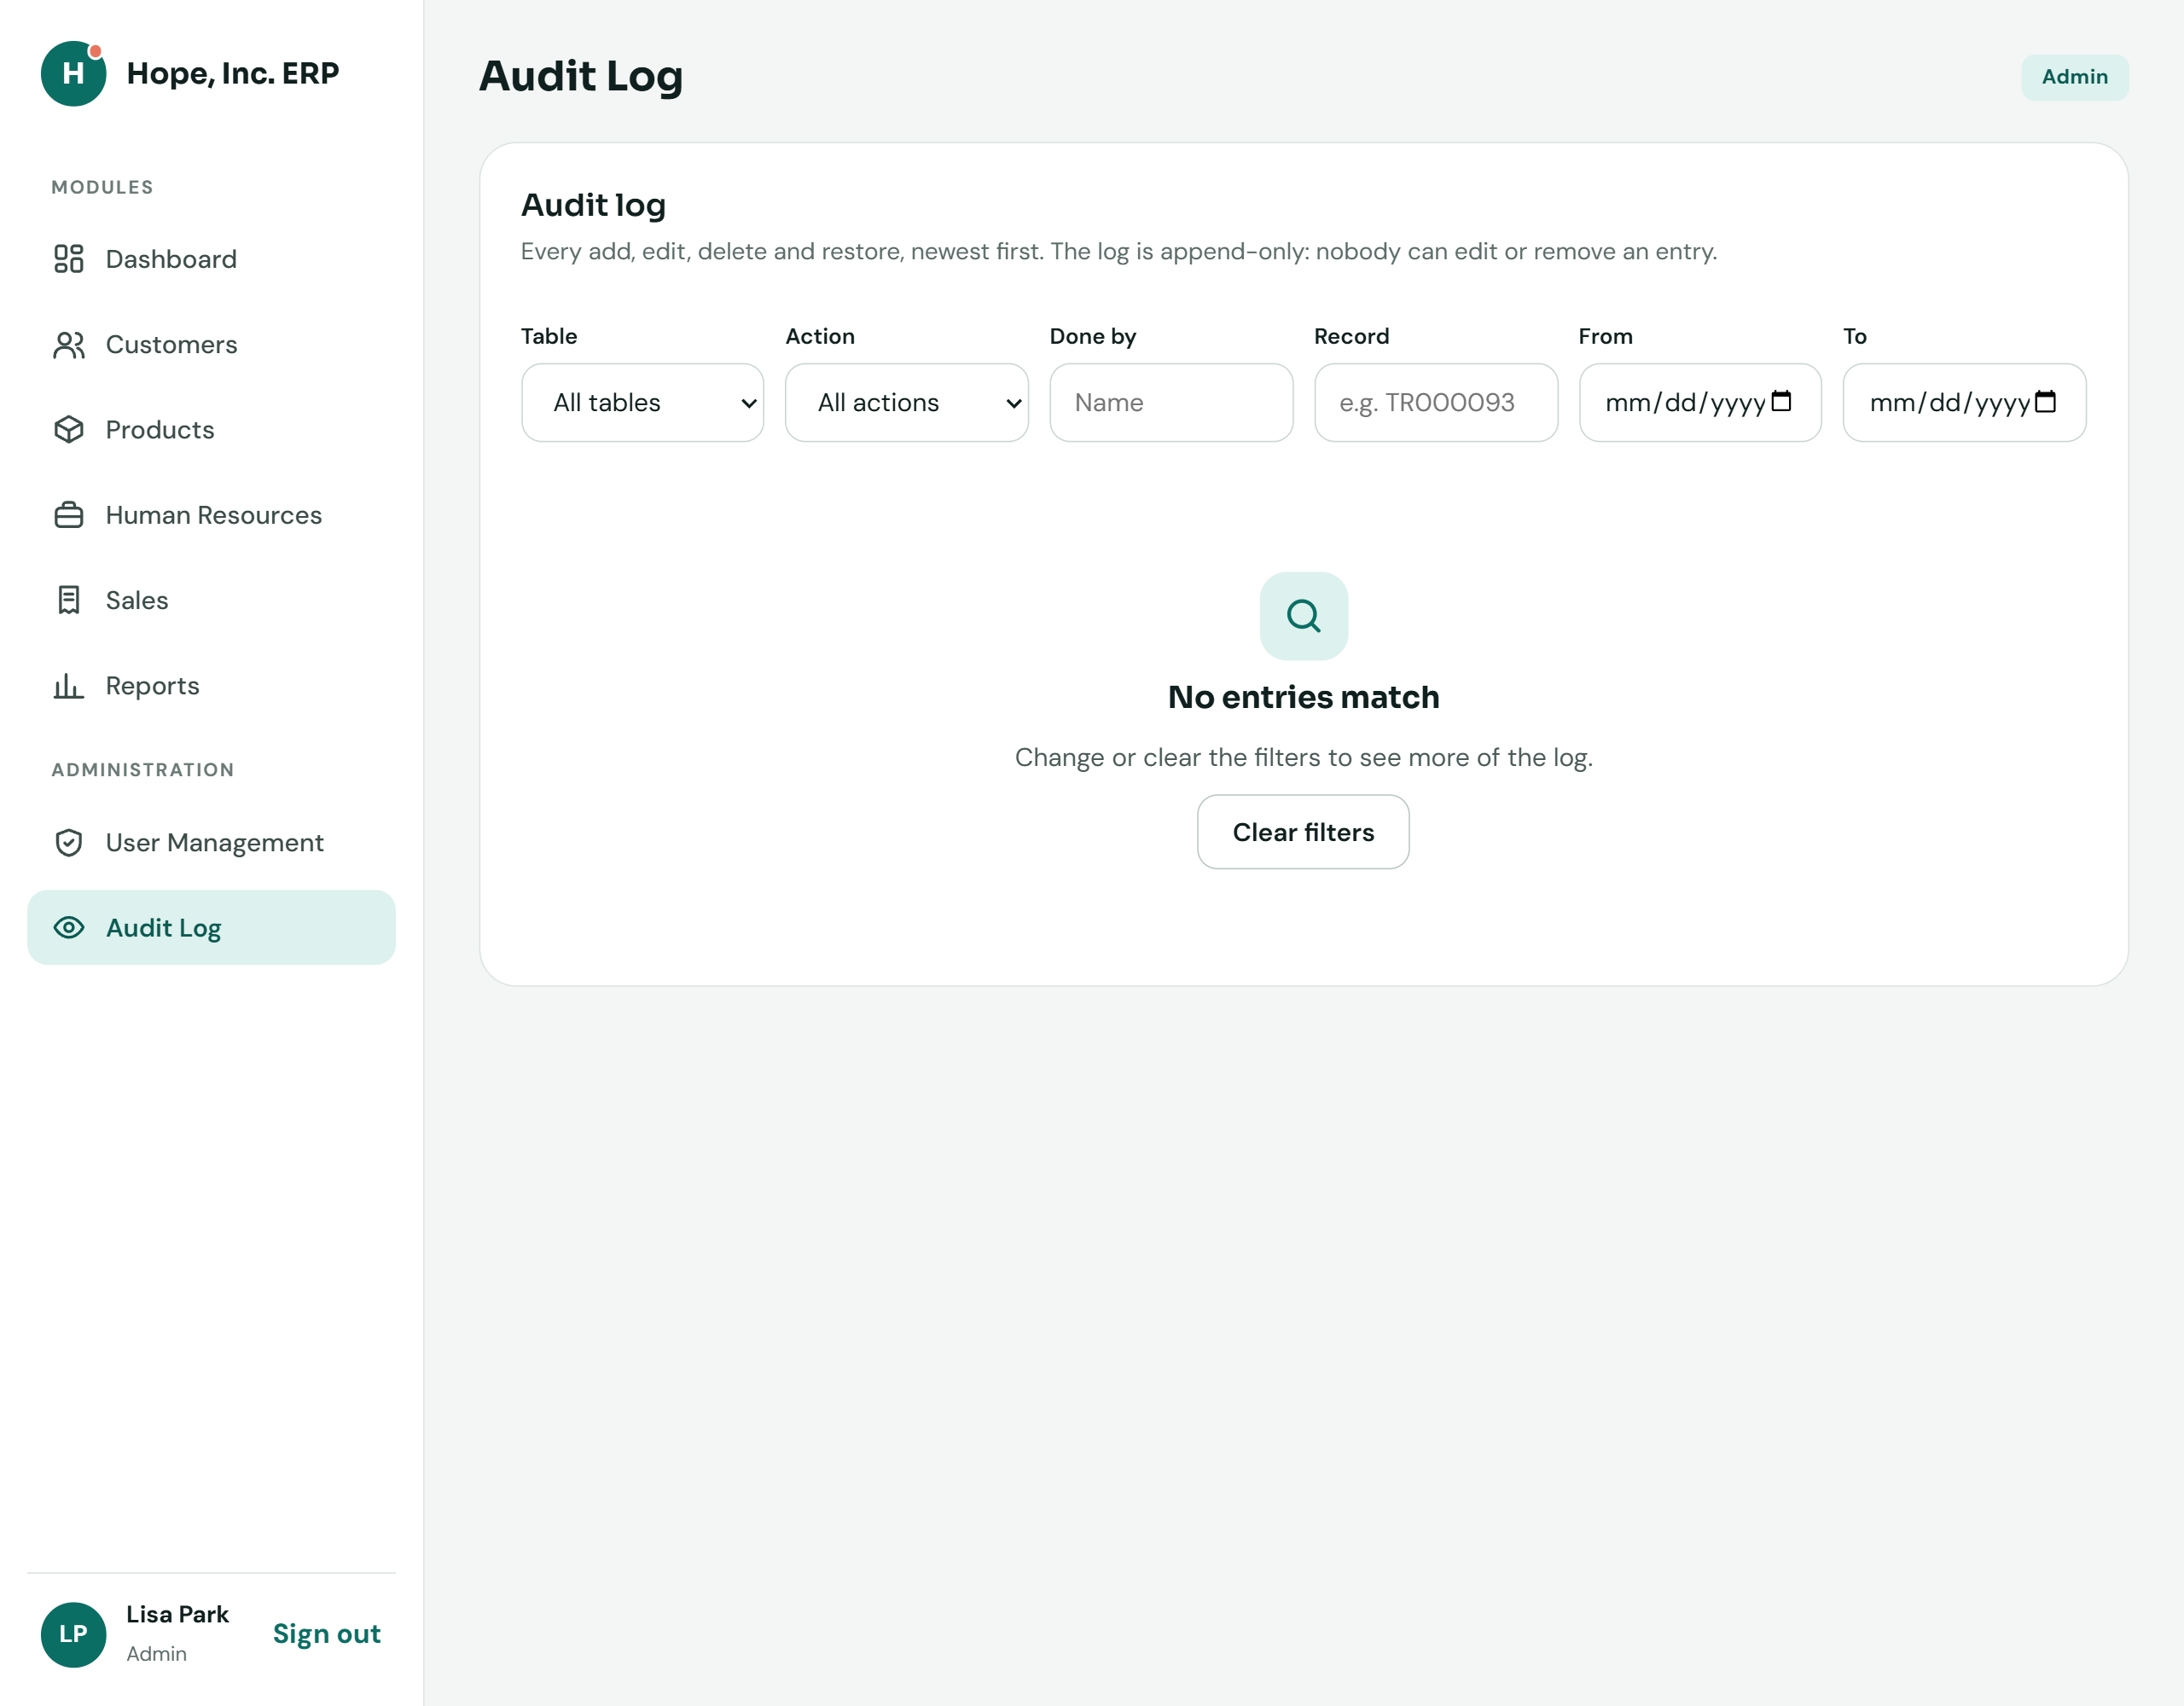 H
Hope, Inc. ERP
MODULES
Dashboard
Customers
Products
Human Resources
Sales
Reports
ADMINISTRATION
User Management
Audit Log
LP
Lisa Park
Admin
Sign out
Audit Log
Admin
Audit log
Every add, edit, delete and restore, newest first. The log is append-only: nobody can edit or remove an entry.
Table
Action
Done by
Record
From
To
All tables
All actions
Name
e.g. TR000093
mm/dd/yyyy
mm/dd/yyyy
No entries match
Change or clear the filters to see more of the log.
Clear filters